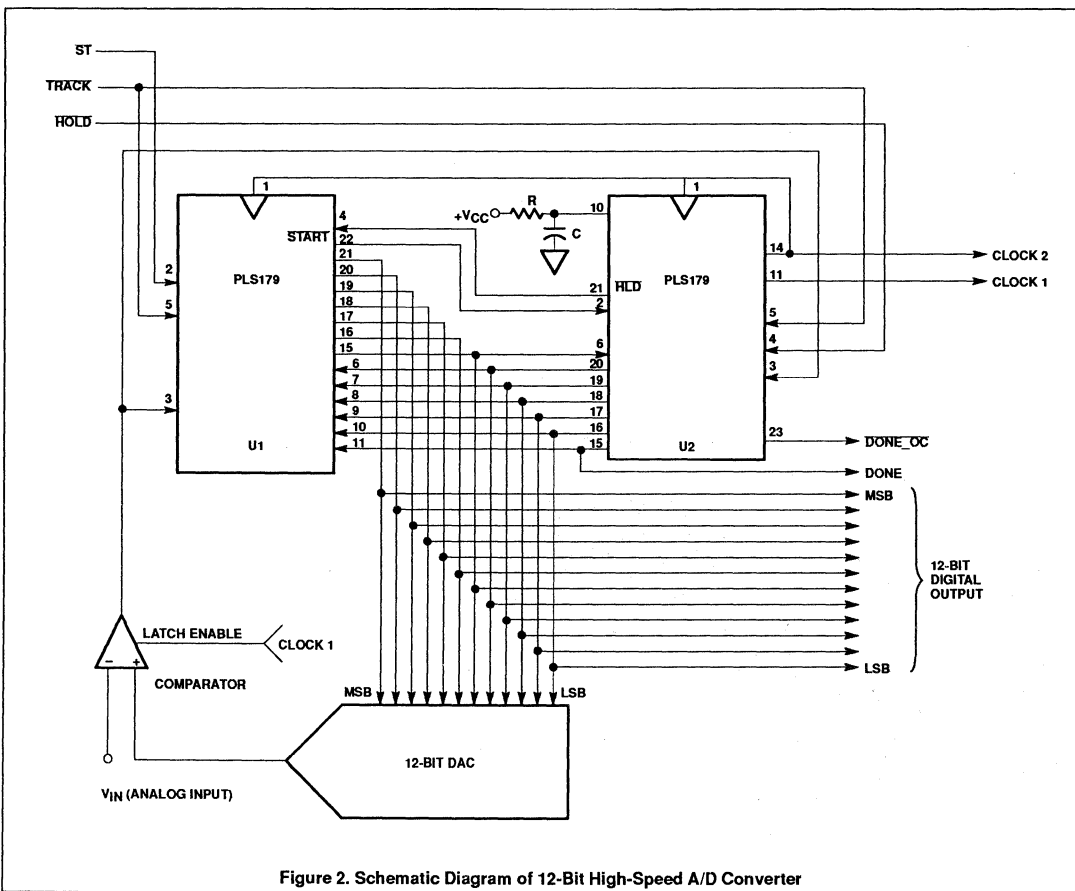 ST
TRACK
HOLD
1
1
R
+VCC
10
C
4
START
22
21
20
19
18
17
16
15
6
7
8
9
10
11
2
5
3
PLS179
U1
21
HLD
2
6
20
19
18
17
16
15
PLS179
U2
14
11
5
4
3
23
CLOCK 2
CLOCK 1
DONE_OC
DONE
MSB
12-BIT
DIGITAL
OUTPUT
LSB
LATCH ENABLE
CLOCK 1
- +
COMPARATOR
MSB
LSB
12-BIT DAC
VIN (ANALOG INPUT)
Figure 2. Schematic Diagram of 12-Bit High-Speed A/D Converter